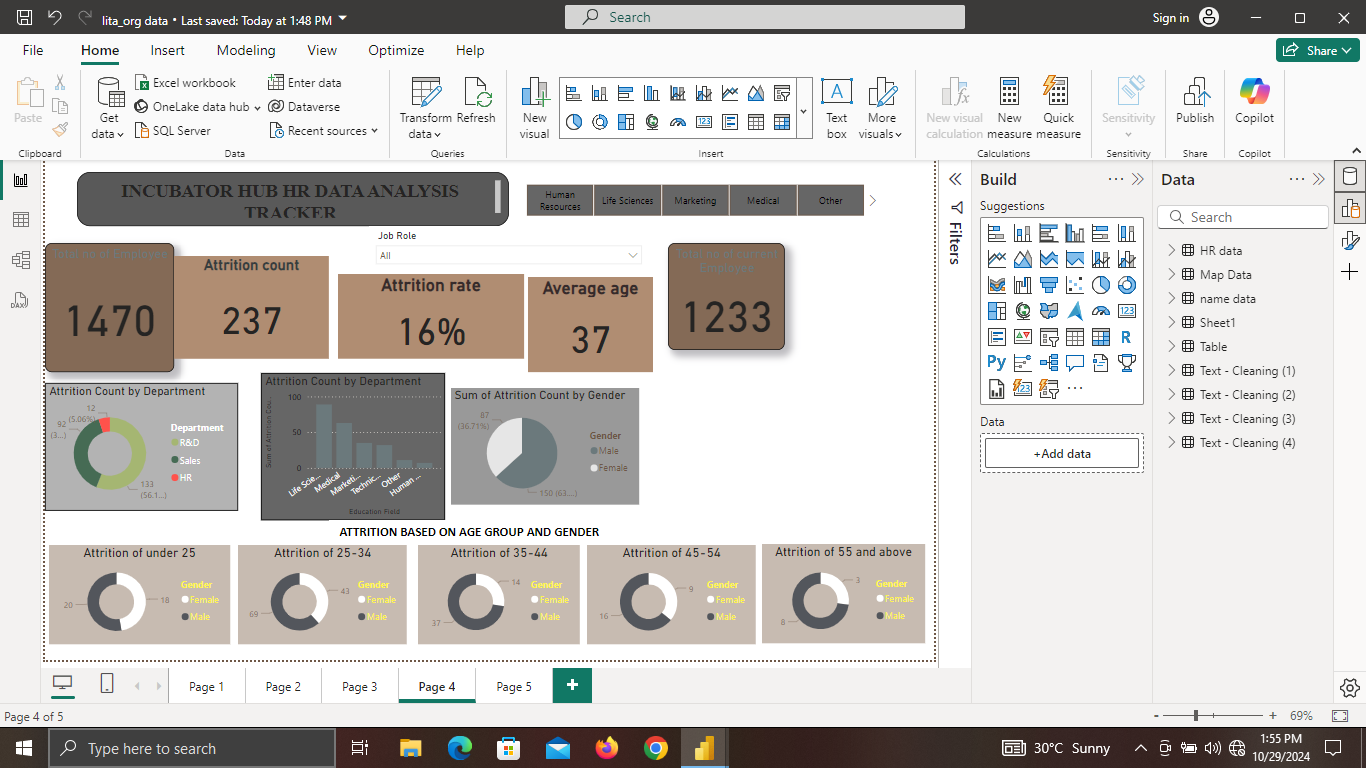 lita_org data • Last saved: Today at 1:48 PM
Search
Sign in
File Home Insert Modeling View Optimize Help
Share
Paste
Clipboard
Get data
Excel workbook
OneLake data hub
SQL Server
Enter data
Dataverse
Recent sources
Data
Transform data
Refresh
Queries
New visual
Text box
More visuals
Insert
New visual calculation
New measure
Quick measure
Calculations
Sensitivity
Sensitivity
Publish
Share
Copilot
Copilot
INCUBATOR HUB HR DATA ANALYSIS
TRACKER
Human Resources
Life Sciences
Marketing
Medical
Other
Job Role
All
Total no of Employee
1470
Attrition count
237
Attrition rate
16%
Average age
37
Total no of current
Employee
1233
Attrition Count by Department
12
(5.06%)
92
(3...)
133
(56.1...)
Department
R&D
Sales
HR
Attrition Count by Department
Sum of Attrition Cou...
100
50
0
Life Scie...
Medical
Marketi...
Technic...
Other
Human ...
Education Field
Sum of Attrition Count by Gender
87
(36.71%)
150 (63....)
Gender
Male
Female
ATTRITION BASED ON AGE GROUP AND GENDER
Attrition of under 25
20
18
Gender
Female
Male
Attrition of 25-34
69
43
Gender
Female
Male
Attrition of 35-44
37
14
Gender
Female
Male
Attrition of 45-54
16
9
Gender
Female
Male
Attrition of 55 and above
8
3
Gender
Female
Male
Filters
Build
Suggestions
R
Py
123
Data
+Add data
Data
Search
HR data
Map Data
name data
Sheet1
Table
Text - Cleaning (1)
Text - Cleaning (2)
Text - Cleaning (3)
Text - Cleaning (4)
Page 1
Page 2
Page 3
Page 4
Page 5
Page 4 of 5
69%
Type here to search
30°C Sunny
1:55 PM
10/29/2024